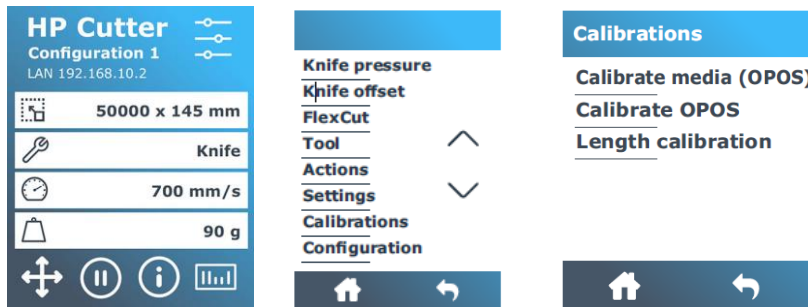 HP Cutter
Configuration 1
LAN 192.168.10.2
50000 x 145 mm
Knife
700 mm/s
90 g
Knife pressure
Knife offset
FlexCut
Tool
Actions
Settings
Calibrations
Configuration
Calibrations
Calibrate media (OPOS)
Calibrate OPOS
Length calibration